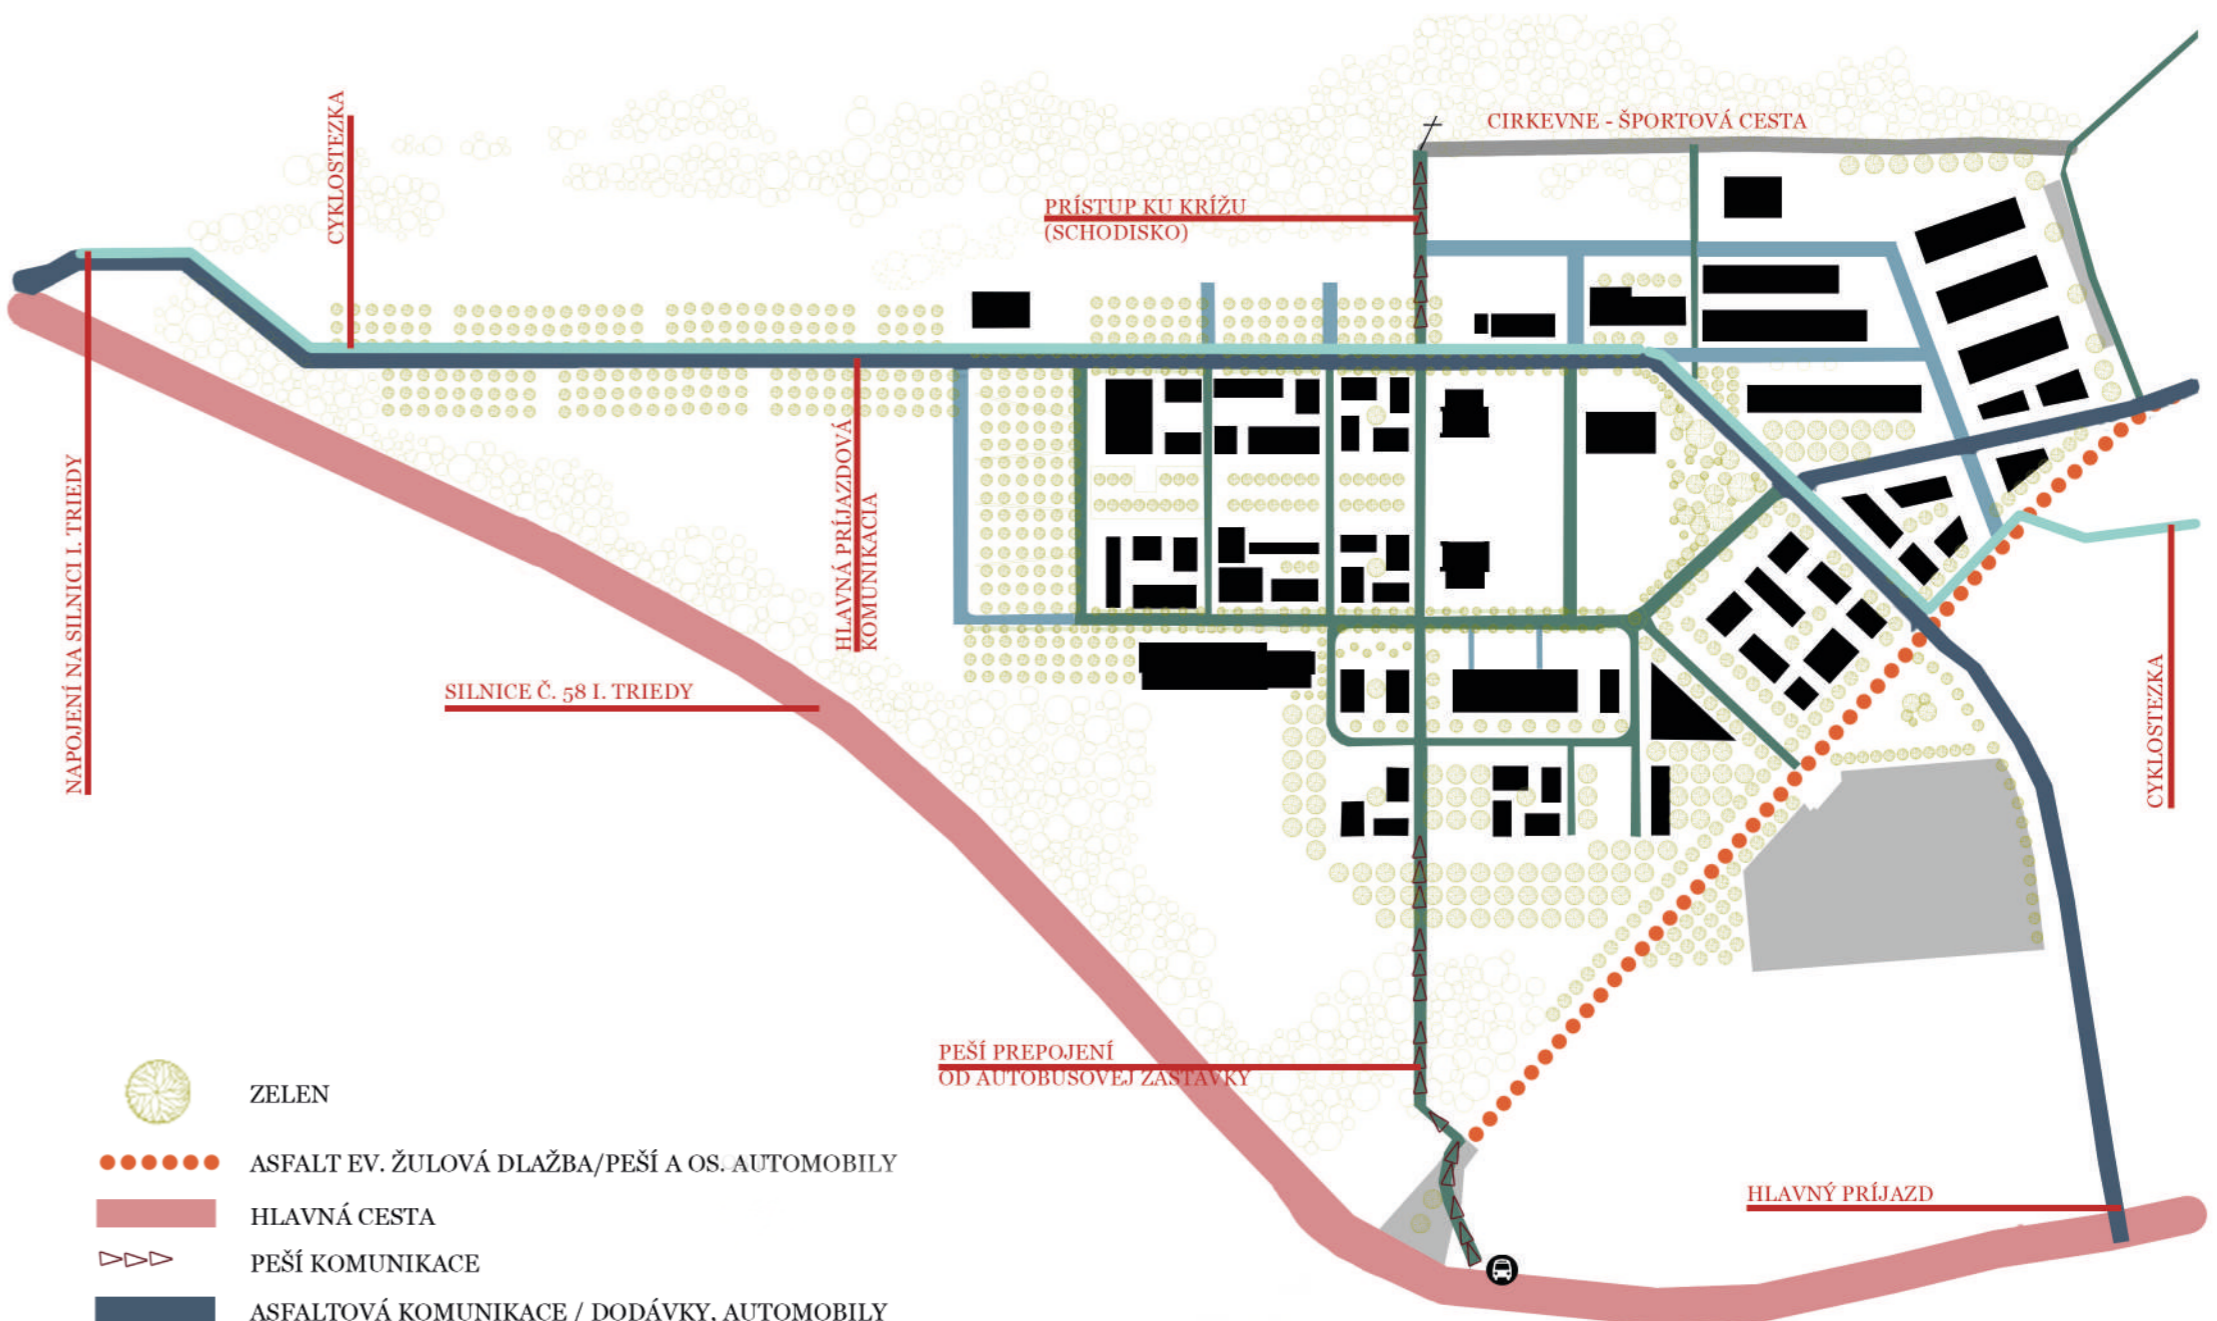 CIRKEVNE - ŠPORTOVÁ CESTA
CYKLOSTEZKA
PRÍSTUP KU KRÍŽU
(SCHODISKO)
NAPOJENÍ NA SILNICI I. TRIEDY
HLAVNÁ PRÍJAZDOVÁ
KOMUNIKÁCIA
SILNICE Č. 58 I. TRIEDY
CYKLOSTEZKA
PEŠÍ PREPOJENÍ
OD AUTOBUSOVEJ ZASTÁVKY
HLAVNÝ PRÍJAZD
ZELEN
ASFALT EV. ŽULOVÁ DLAŽBA/PEŠÍ A OS. AUTOMOBILY
HLAVNÁ CESTA
PEŠÍ KOMUNIKACE
ASFALTOVÁ KOMUNIKACE / DODÁVKY, AUTOMOBILY